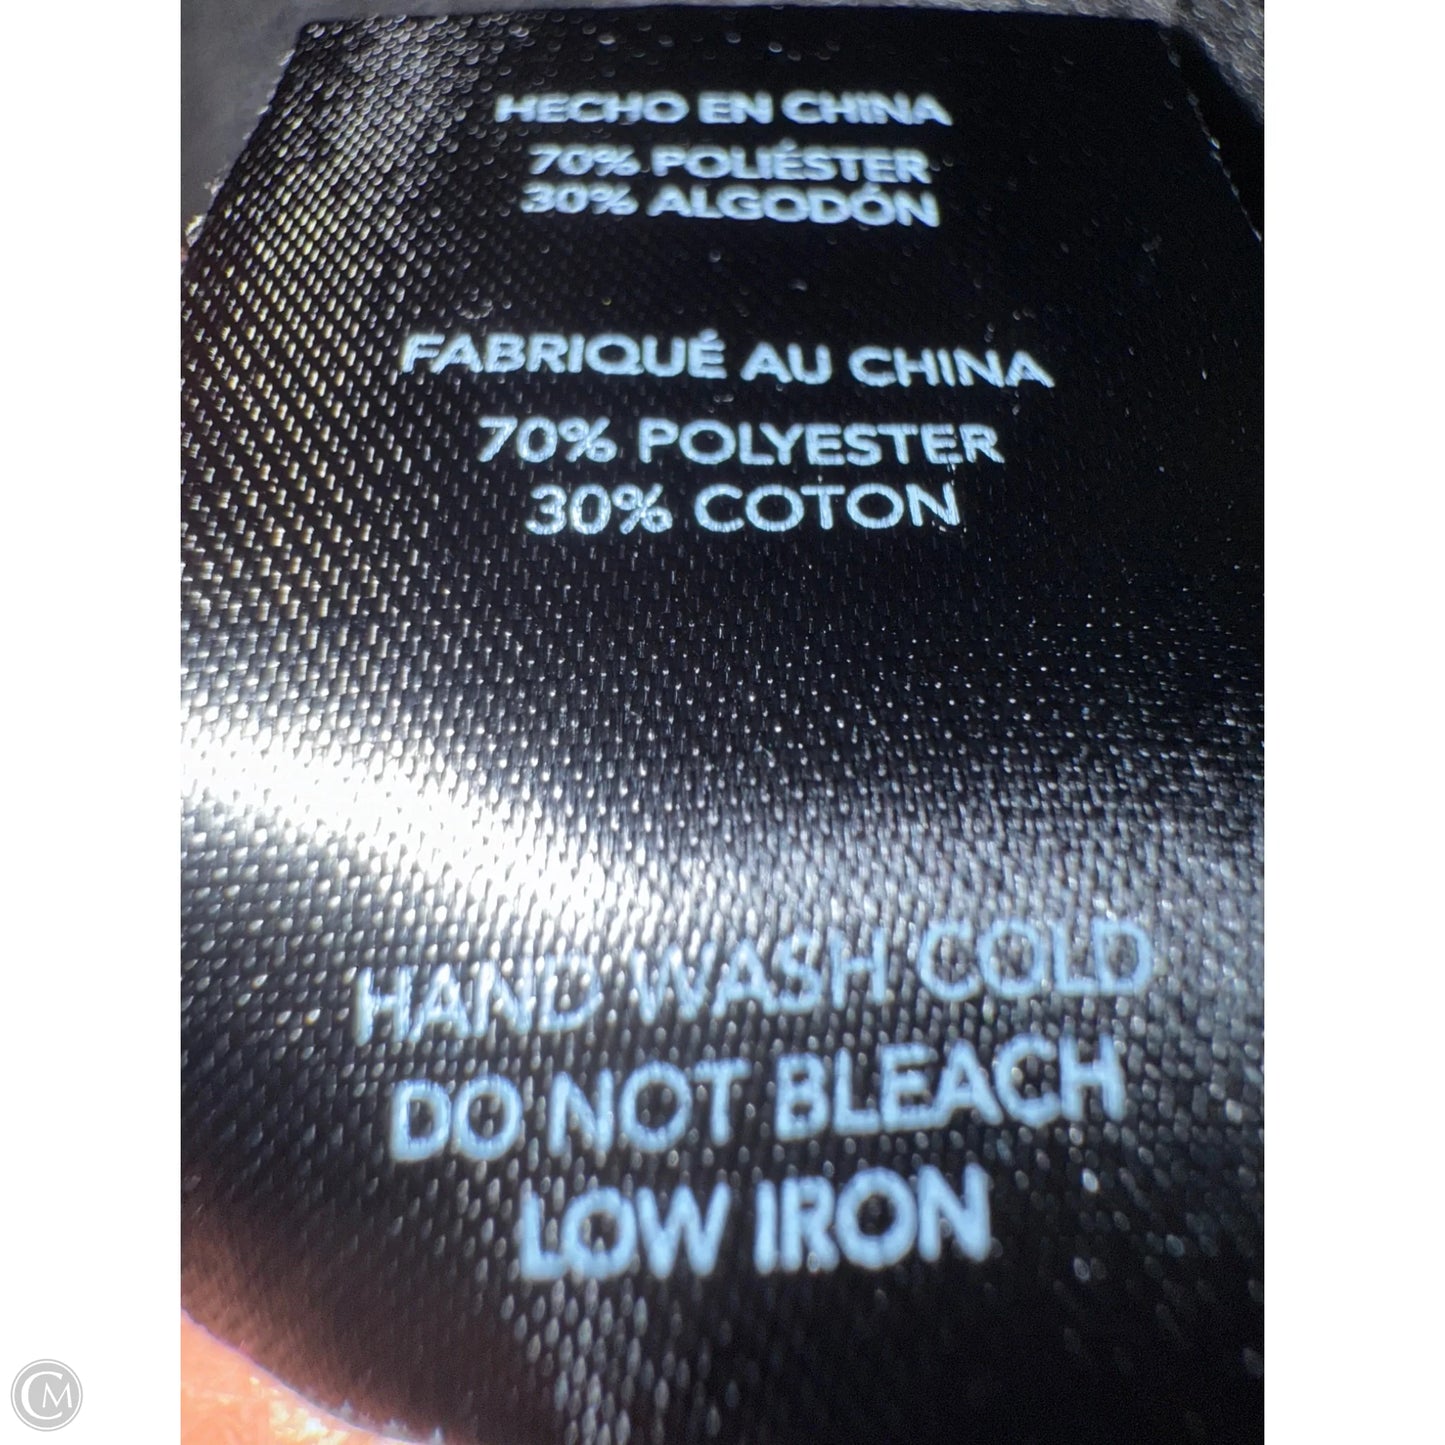 HECHO EN CHINA
70% POLIÉSTER
30% ALGODÓN
FABRIQUÉ AU CHINA
70% POLYESTER
30% COTON
HAND WASH COLD
DO NOT BLEACH
LOW IRON
CM